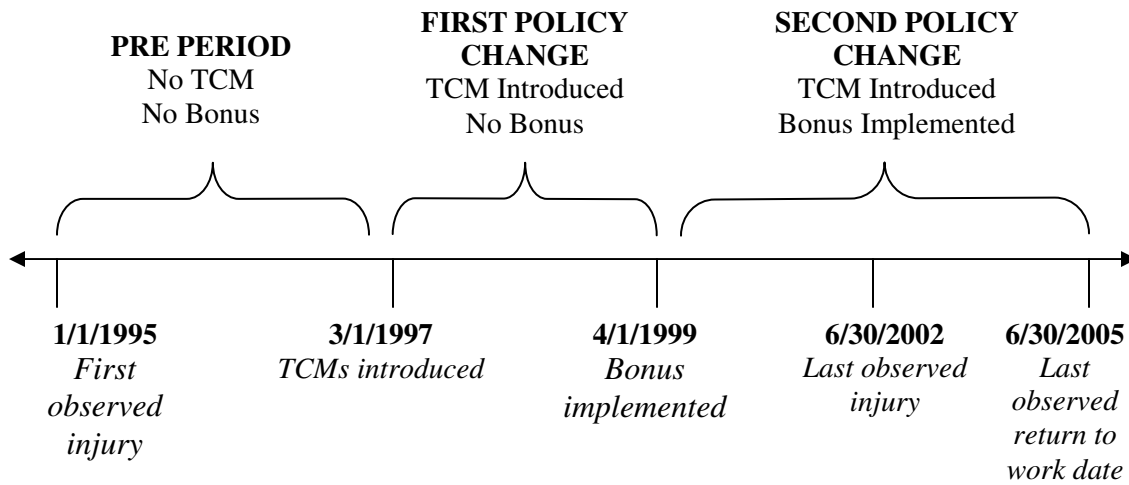 PRE PERIOD
No TCM
No Bonus
FIRST POLICY
CHANGE
TCM Introduced
No Bonus
SECOND POLICY
CHANGE
TCM Introduced
Bonus Implemented
1/1/1995
First
observed
injury
3/1/1997
TCMs introduced
4/1/1999
Bonus
implemented
6/30/2002
Last observed
injury
6/30/2005
Last
observed
return to
work date